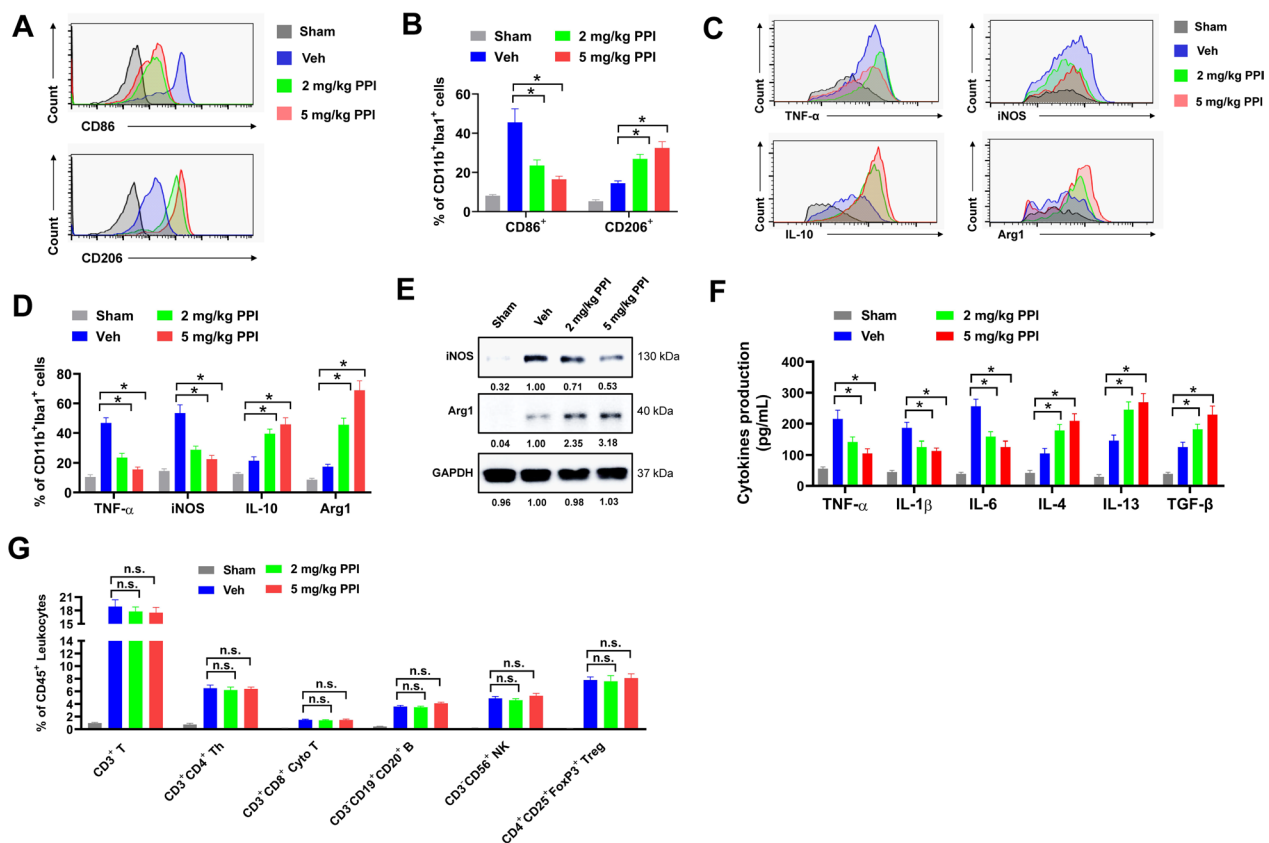 A
Count
CD86
Count
CD206
Sham
Veh
2 mg/kg PPI
5 mg/kg PPI
B
Sham
2 mg/kg PPI
Veh
5 mg/kg PPI
% of CD11b⁺Iba1⁺ cells
60
40
20
0
*
*
*
*
CD86⁺
CD206⁺
C
Count
TNF-α
Count
iNOS
Count
IL-10
Count
Arg1
Sham
Veh
2 mg/kg PPI
5 mg/kg PPI
D
Sham
2 mg/kg PPI
Veh
5 mg/kg PPI
% of CD11b⁺Iba1⁺ cells
80
60
40
20
0
*
*
*
*
*
*
*
*
TNF-α
iNOS
IL-10
Arg1
E
Sham
Veh
2 mg/kg PPI
5 mg/kg PPI
iNOS
130 kDa
0.32 1.00 0.71 0.53
Arg1
40 kDa
0.04 1.00 2.35 3.18
GAPDH
37 kDa
0.96 1.00 0.98 1.03
F
Sham
2 mg/kg PPI
Veh
5 mg/kg PPI
Cytokines production
(pg/mL)
400
300
200
100
0
*
*
*
*
*
*
*
*
*
*
*
*
TNF-α
IL-1β
IL-6
IL-4
IL-13
TGF-β
G
Sham
2 mg/kg PPI
Veh
5 mg/kg PPI
% of CD45⁺ Leukocytes
21
18
15
14
12
10
8
6
4
2
0
n.s.
n.s.
n.s.
n.s.
n.s.
n.s.
n.s.
n.s.
n.s.
n.s.
n.s.
n.s.
CD3⁺ T
CD3⁺CD4⁺ Th
CD3⁺CD8⁺ Cyto T
CD3⁻CD19⁺CD20⁺ B
CD3⁻CD56⁺ NK
CD4⁺CD25⁺FoxP3⁺ Treg